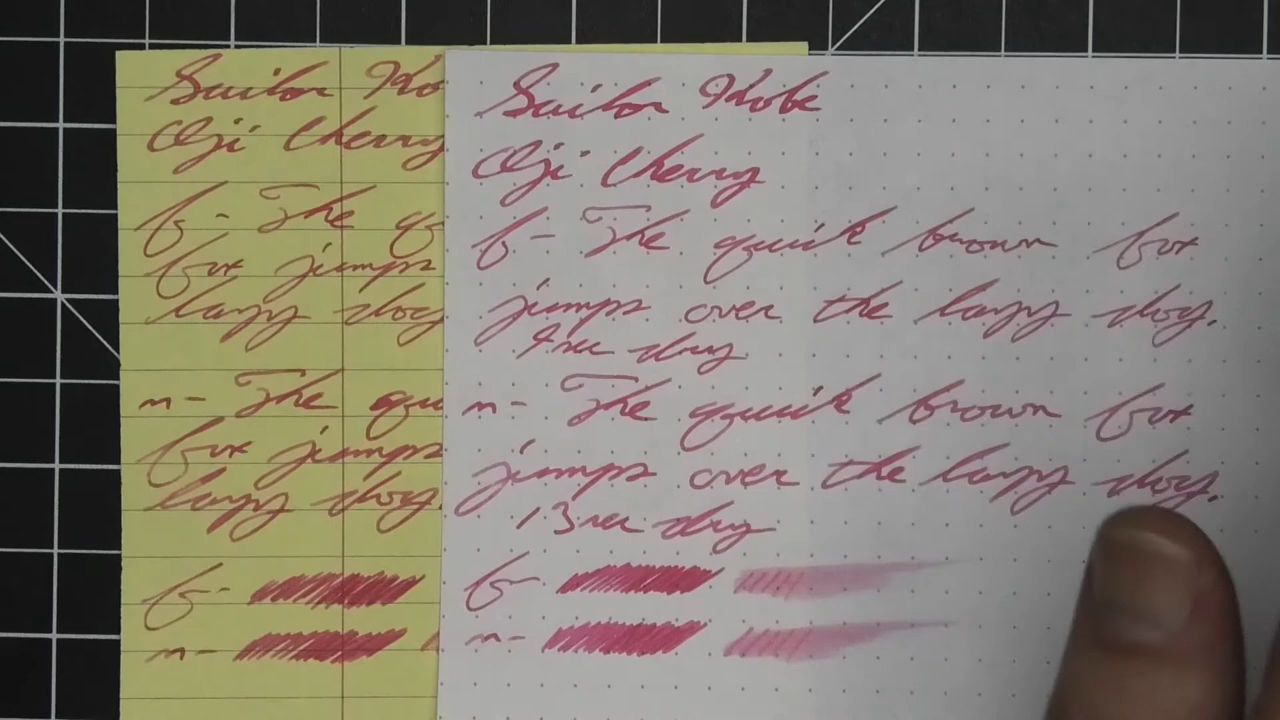 Sailor Ko
Oji Cherry
f- The qu
fox jumps
lazy dog
m- The qu
fox jumps
lazy dog.
f-
m-
Sailor Kobe
Oji Cherry
f- The quick brown fox
jumps over the lazy dog.
9 sec dry
m- The quick brown fox
jumps over the lazy dog.
13 sec dry
f-
m-